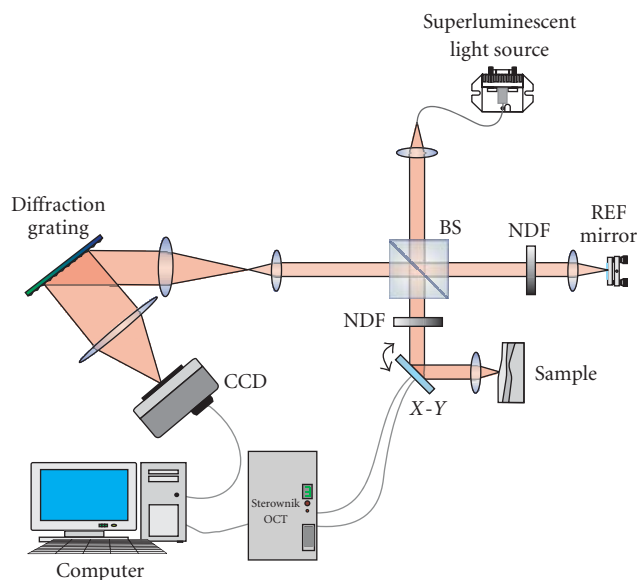 Superluminescent
light source
Diffraction
grating
BS
NDF
REF
mirror
NDF
CCD
X-Y
Sample
Sterownik
OCT
Computer